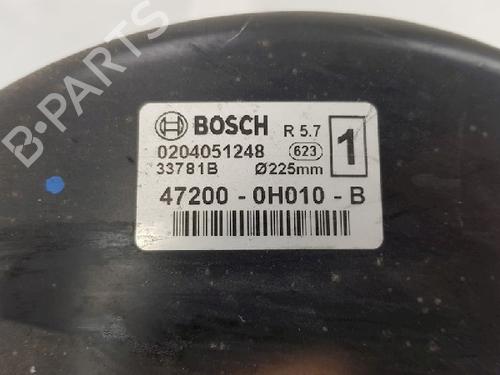 BOSCH R 5.7
0204051248 623 1
33781B Ø225mm
47200 - 0H010 - B
B-PARTS